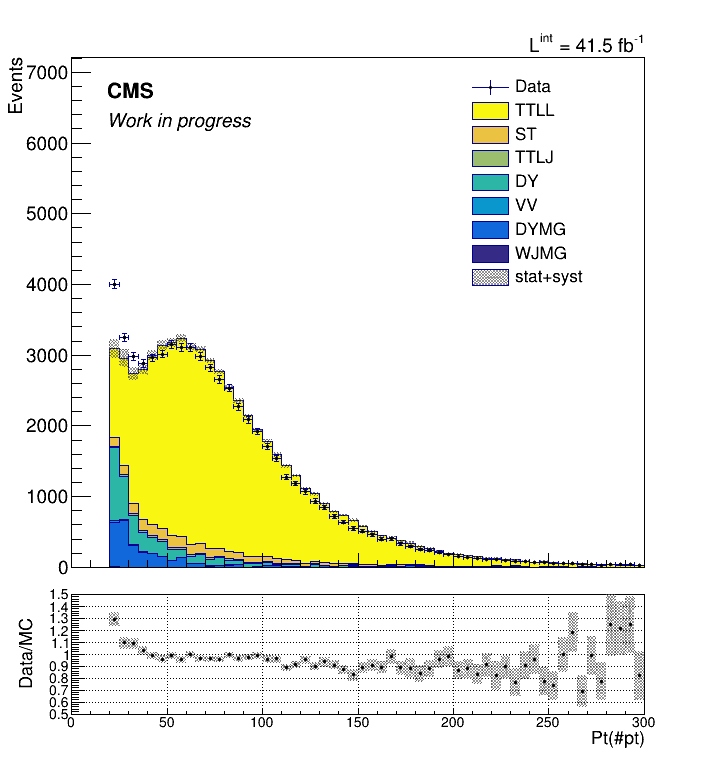 L^int = 41.5 fb^-1
Events
7000
6000
5000
4000
3000
2000
1000
0
CMS
Work in progress
Data
TTLL
ST
TTLJ
DY
VV
DYMG
WJMG
stat+syst
Data/MC
1.5
1.4
1.3
1.2
1.1
1
0.9
0.8
0.7
0.6
0.5
0 50 100 150 200 250 300
Pt(#pt)